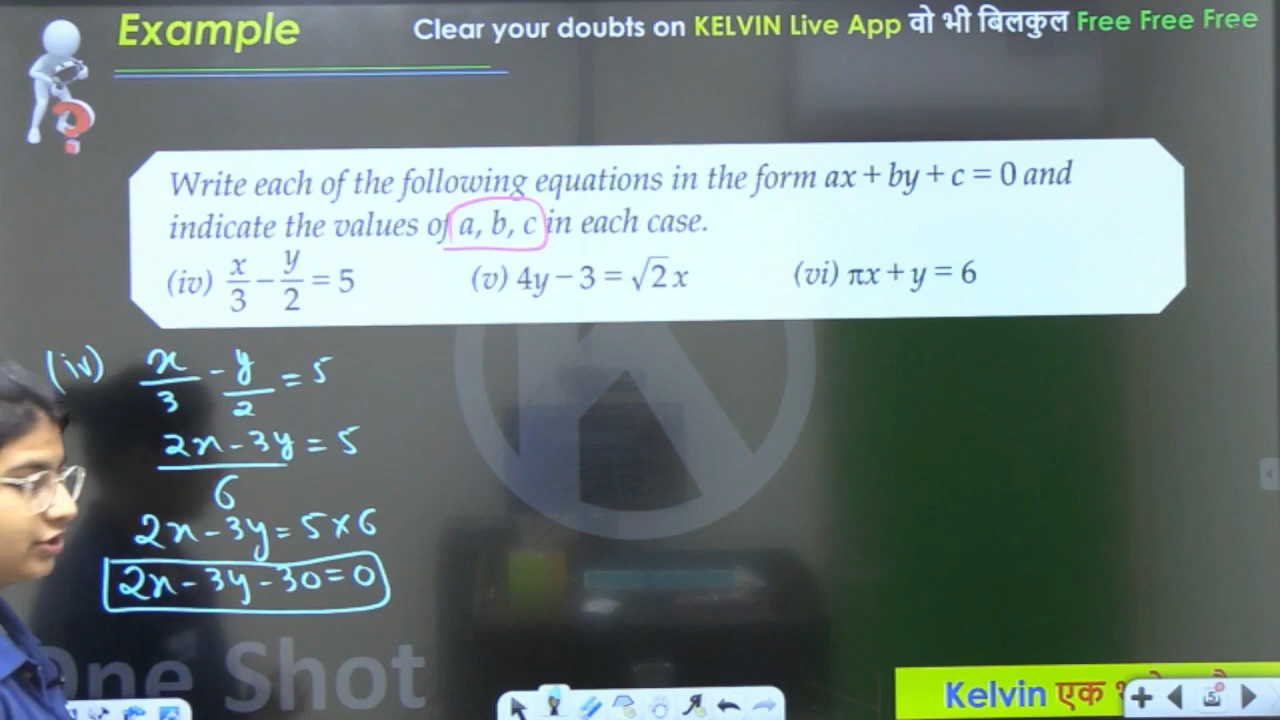 Example
Clear your doubts on KELVIN Live App वो भी बिलकुल Free Free Free
Write each of the following equations in the form ax + by + c = 0 and
indicate the values of a, b, c in each case.
(iv) x/3 − y/2 = 5 (v) 4y − 3 = √2 x (vi) πx + y = 6
(iv) x/3 − y/2 = 5
2x − 3y / 6 = 5
2x − 3y = 5 × 6
2x − 3y − 30 = 0
One Shot
Kelvin एक